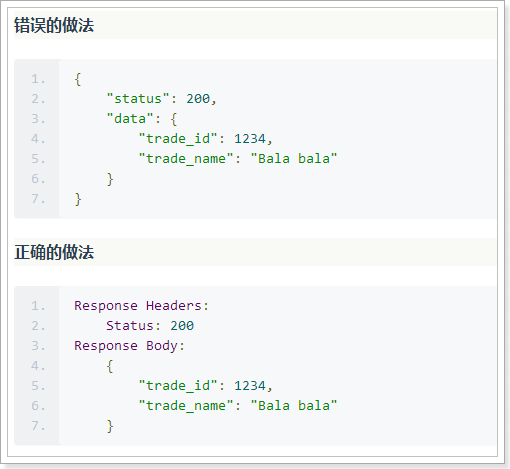 错误的做法
1. {
2.     "status": 200,
3.     "data": {
4.         "trade_id": 1234,
5.         "trade_name": "Bala bala"
6.     }
7. }
正确的做法
1. Response Headers:
2.     Status: 200
3. Response Body:
4.     {
5.         "trade_id": 1234,
6.         "trade_name": "Bala bala"
7.     }